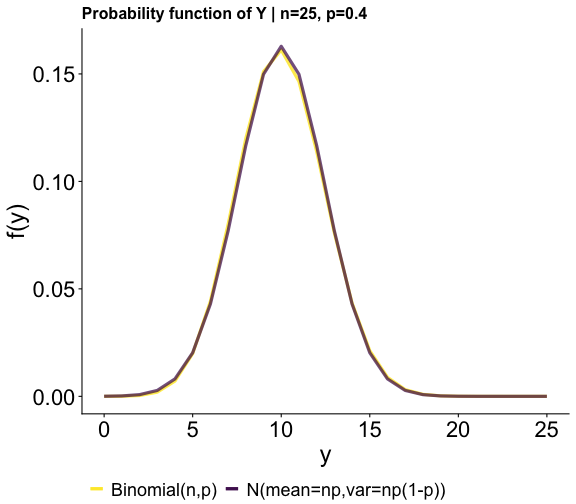 Probability function of Y | n=25, p=0.4
0.15
0.10
0.05
0.00
f(y)
0 5 10 15 20 25
y
Binomial(n,p) N(mean=np,var=np(1-p))